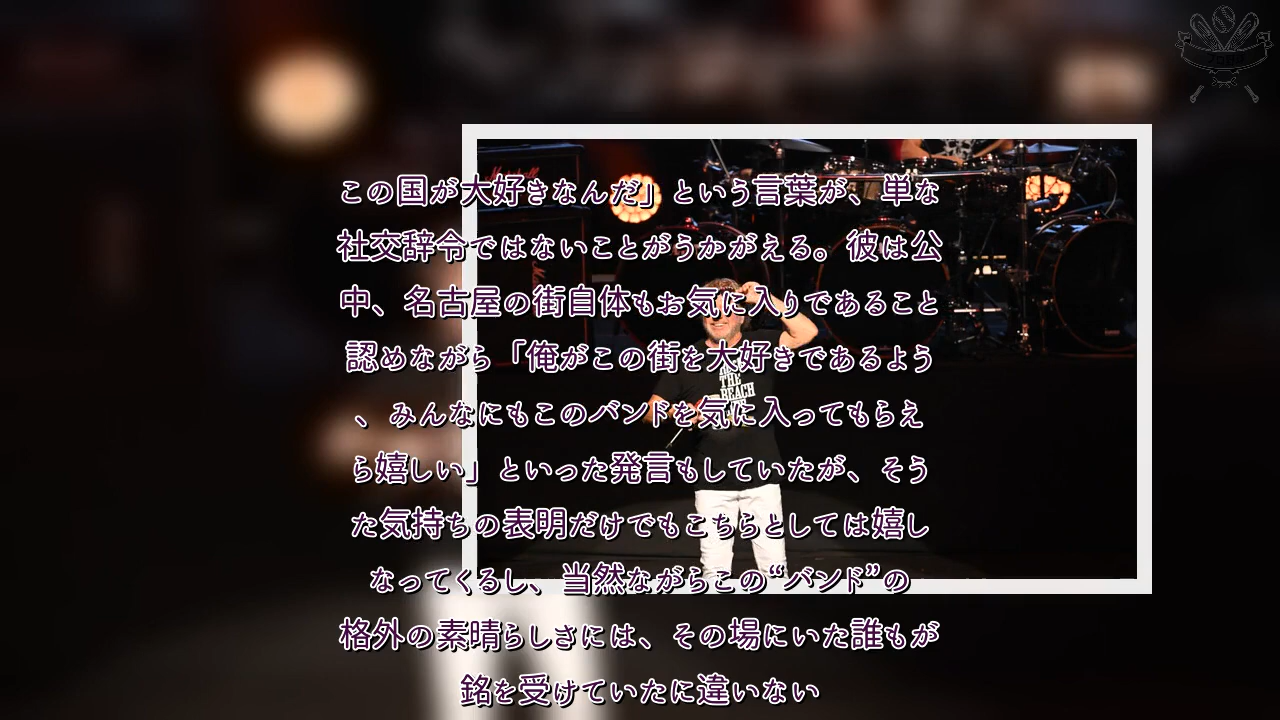 この国が大好きなんだ」という言葉が、単な
社交辞令ではないことがうかがえる。彼は公
中、名古屋の街自体もお気に入りであること
認めながら「俺がこの街を大好きであるよう
、みんなにもこのバンドを気に入ってもらえ
ら嬉しい」といった発言もしていたが、そう
た気持ちの表明だけでもこちらとしては嬉し
なってくるし、当然ながらこの“バンド”の
格外の素晴らしさには、その場にいた誰もが
銘を受けていたに違いない
Marshall
THE
BEACH